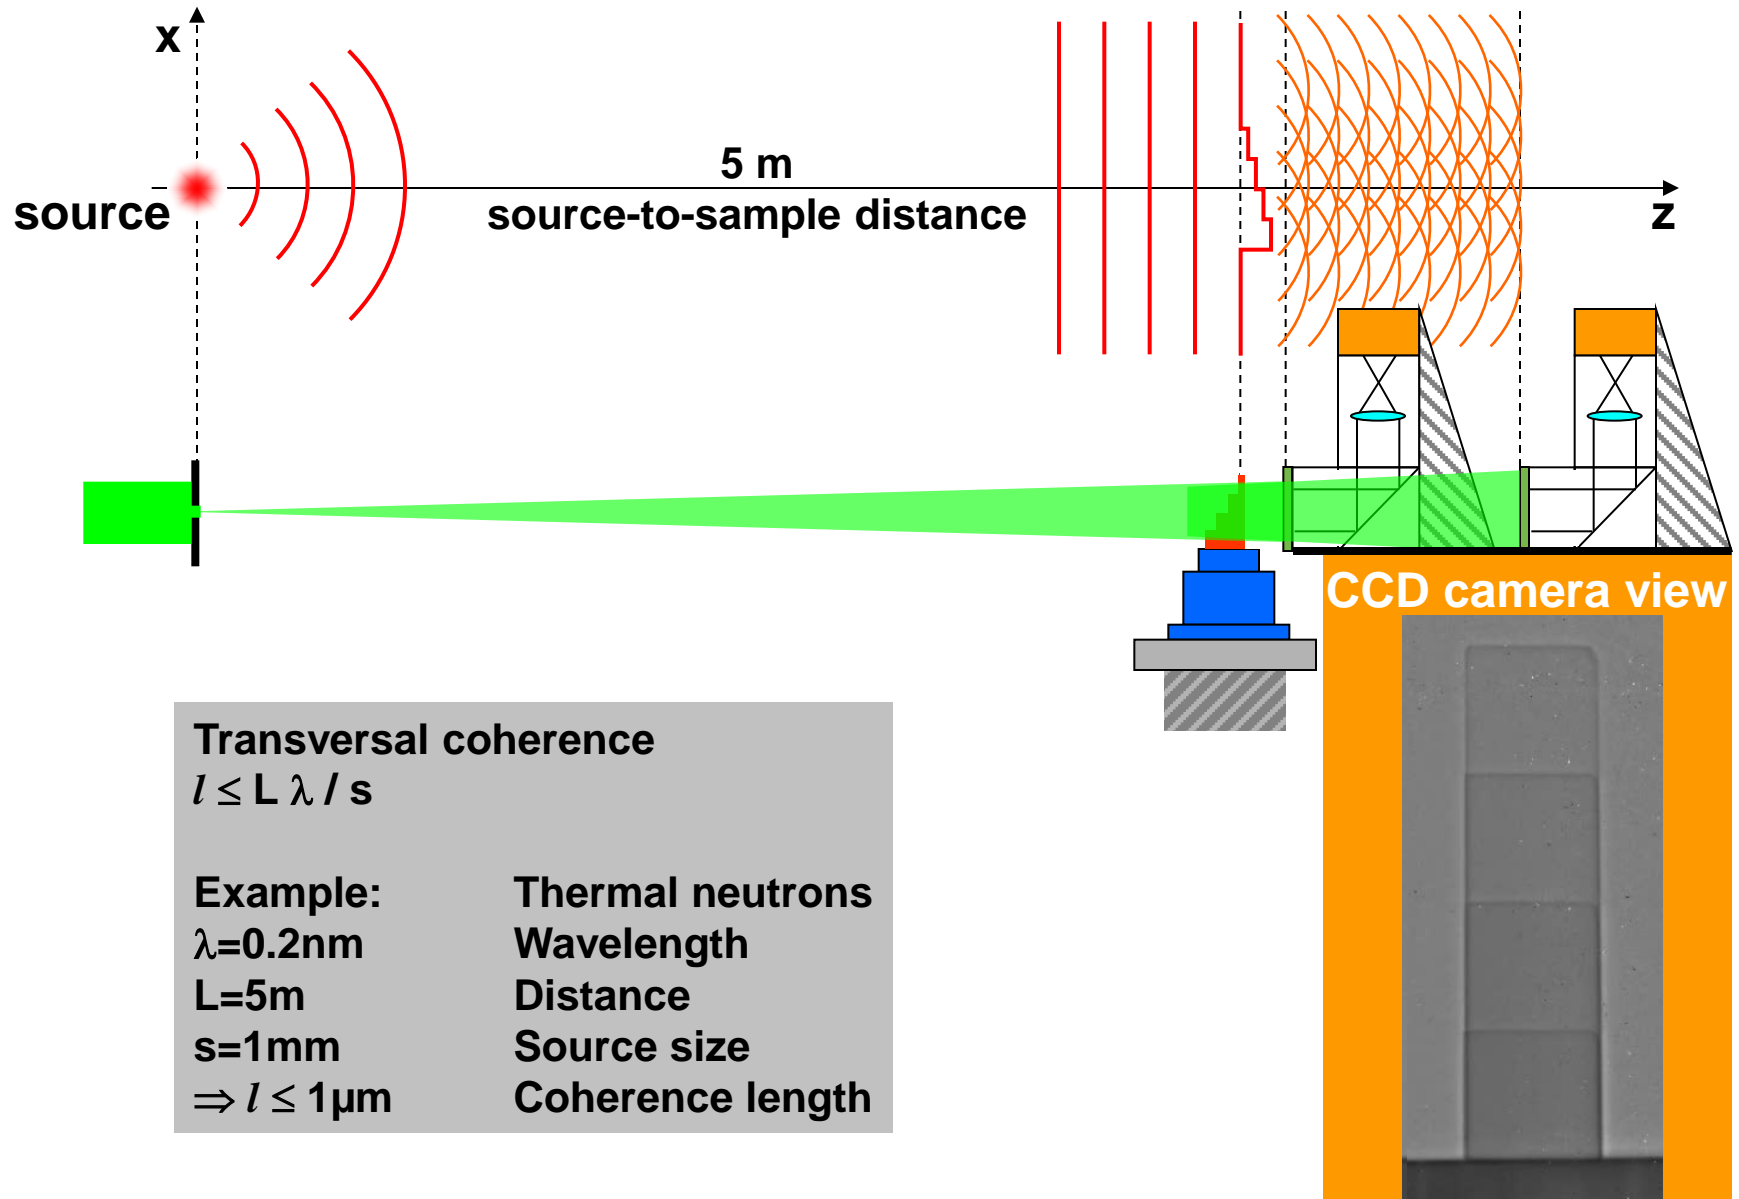 x
5 m
source
source-to-sample distance
z
CCD camera view
Transversal coherence
l ≤ L λ / s
Example: Thermal neutrons
λ=0.2nm Wavelength
L=5m Distance
s=1mm Source size
⇒ l ≤ 1µm Coherence length